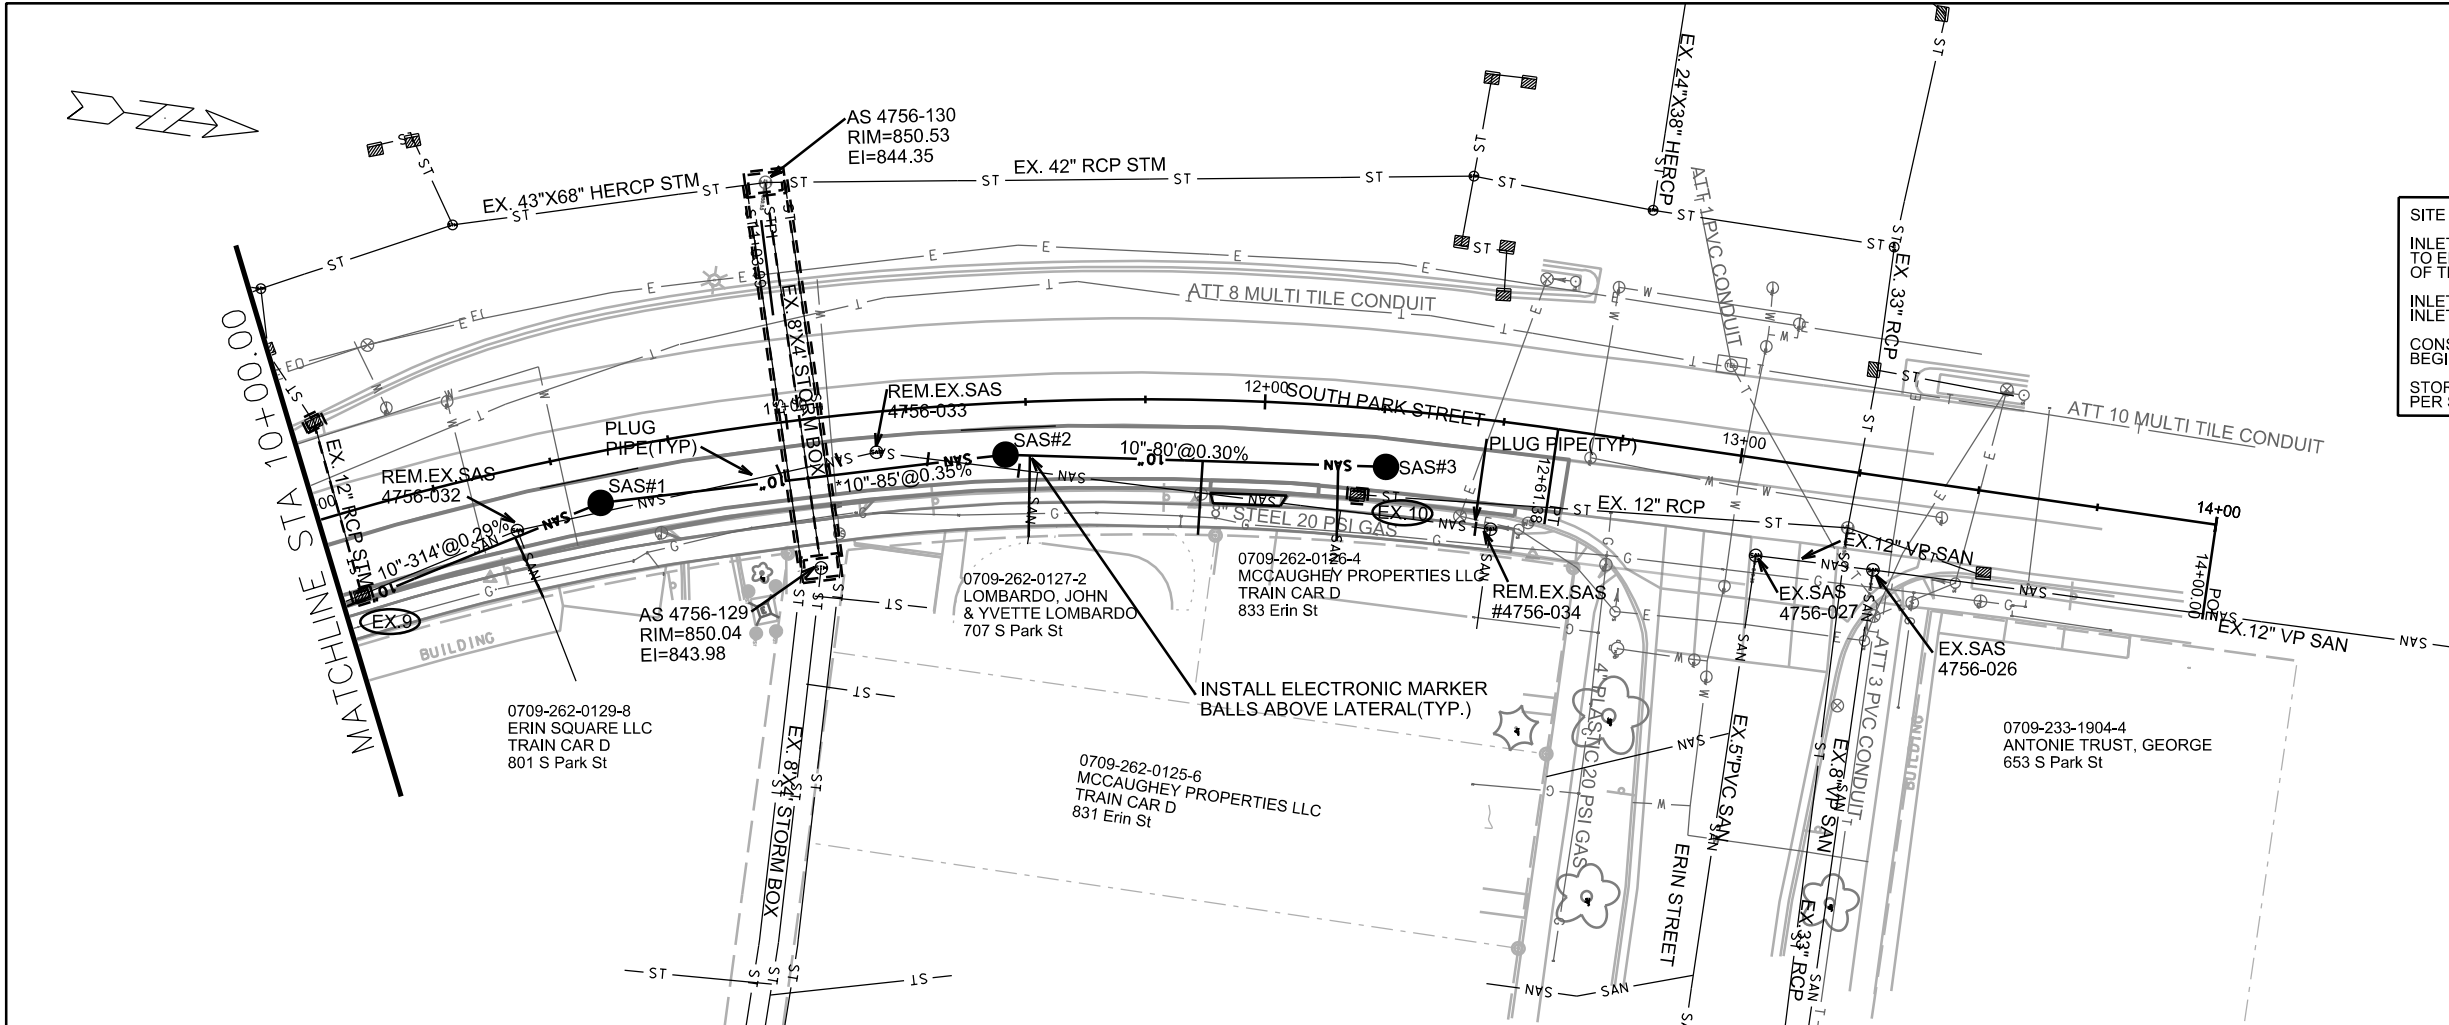 AS 4756-130
RIM=850.53
EI=844.35
EX. 43"X68" HERCP STM
EX. 42" RCP STM
EX. 24"X38" HERCP
ATT 1 PVC CONDUIT
EX. 33" RCP
SITE
INLET
OF T
INLET
INLET
BEGI
ATT 8 MULTI TILE CONDUIT
EX. 8'X4' STORM BOX
MATCHLINE STA 10+00.00
EX. 12" RCP STM
REM.EX.SAS
4756-033
12+00
SOUTH PARK STREET
PLUG
PIPE(TYP)
SAS#2
10"-80'@0.30%
SAS#3
PLUG PIPE(TYP)
13+00
ATT 10 MULTI TILE CONDUIT
REM.EX.SAS
4756-032
SAS#1
*10"-85'@0.35%
10"-314'@0.29%
EX.9
BUILDING
8" STEEL 20 PSI GAS
EX.10
12+61.38
PT
EX. 12" RCP
14+00
14+00.00
POE
EX.12" VP SAN
AS 4756-129
RIM=850.04
EI=843.98
0709-262-0127-2
LOMBARDO, JOHN
& YVETTE LOMBARDO
707 S Park St
0709-262-0126-4
MCCAUGHEY PROPERTIES LLC
TRAIN CAR D
833 Erin St
REM.EX.SAS
#4756-034
EX.SAS
4756-027
EX.SAS
4756-026
EX.12" VP SAN
INSTALL ELECTRONIC MARKER
BALLS ABOVE LATERAL(TYP.)
0709-262-0129-8
ERIN SQUARE LLC
TRAIN CAR D
801 S Park St
0709-262-0125-6
MCCAUGHEY PROPERTIES LLC
TRAIN CAR D
831 Erin St
EX. 8'X4' STORM BOX
4" PLASTIC 20 PSI GAS
EX.5"PVC SAN
ERIN STREET
EX.8" VP SAN
EX.33" RCP
ATT 3 PVC CONDUIT
BUILDING
0709-233-1904-4
ANTONIE TRUST, GEORGE
653 S Park St